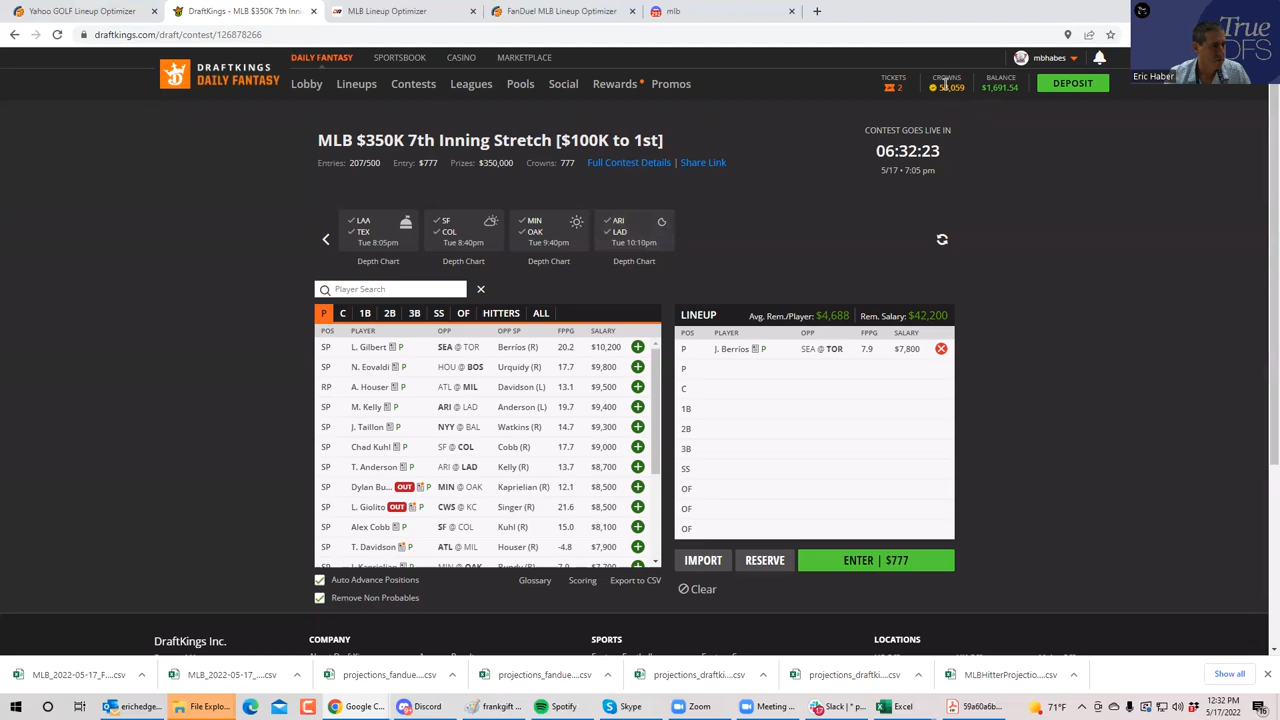 Yahoo GOLF Lineup Optimizer
DraftKings - MLB $350K 7th Inni
MLB Lineup Optimizer
FanDuel MLB Lineup Optimizer
mlb
draftkings.com/draft/contest/126878266
True
DFS
Eric Haber
DAILY FANTASY SPORTSBOOK CASINO MARKETPLACE
mbhabes
DRAFTKINGS
DAILY FANTASY
Lobby Lineups Contests Leagues Pools Social Rewards Promos
TICKETS
2
CROWNS
BALANCE
$1,691.54
DEPOSIT
MLB $350K 7th Inning Stretch [$100K to 1st]
Entries: 207/500 Entry: $777 Prizes: $350,000 Crowns: 777 Full Contest Details | Share Link
CONTEST GOES LIVE IN
06:32:23
5/17 • 7:05 pm
LAA
TEX
Tue 8:05pm
Depth Chart
SF
COL
Tue 8:40pm
Depth Chart
MIN
OAK
Tue 9:40pm
Depth Chart
ARI
LAD
Tue 10:10pm
Depth Chart
Player Search
P C 1B 2B 3B SS OF HITTERS ALL
POS PLAYER OPP OPP SP FPPG SALARY
SP L. Gilbert P SEA @ TOR Berríos (R) 20.2 $10,200
SP N. Eovaldi P HOU @ BOS Urquidy (R) 17.7 $9,800
RP A. Houser P ATL @ MIL Davidson (L) 13.1 $9,500
SP M. Kelly P ARI @ LAD Anderson (L) 19.7 $9,400
SP J. Taillon P NYY @ BAL Watkins (R) 14.7 $9,300
SP Chad Kuhl P SF @ COL Cobb (R) 17.7 $9,000
SP T. Anderson P ARI @ LAD Kelly (R) 13.7 $8,700
SP Dylan Bu... OUT P MIN @ OAK Kaprielian (R) 12.1 $8,500
SP L. Giolito OUT P CWS @ KC Singer (R) 21.6 $8,500
SP Alex Cobb P SF @ COL Kuhl (R) 15.0 $8,100
SP T. Davidson P ATL @ MIL Houser (R) -4.8 $7,900
LINEUP Avg. Rem./Player: $4,688 Rem. Salary: $42,200
POS PLAYER OPP FPPG SALARY
P J. Berríos P SEA @ TOR 7.9 $7,800
P
C
1B
2B
3B
SS
OF
OF
OF
IMPORT RESERVE ENTER | $777
Clear
Auto Advance Positions
Remove Non Probables
Glossary Scoring Export to CSV
DraftKings Inc.
COMPANY
SPORTS
LOCATIONS
MLB_2022-05-17_F....csv
MLB_2022-05-17_....csv
projections_fandue....csv
projections_fandue....csv
projections_draftki....csv
projections_draftki....csv
MLBHitterProjectio....csv
Show all
erichedge...
File Explo...
Google C...
Discord
frankgift ...
Spotify
Skype
Zoom
Meeting ...
Slack | * p...
Excel
59a60a6b...
71°F
12:32 PM
5/17/2022
16